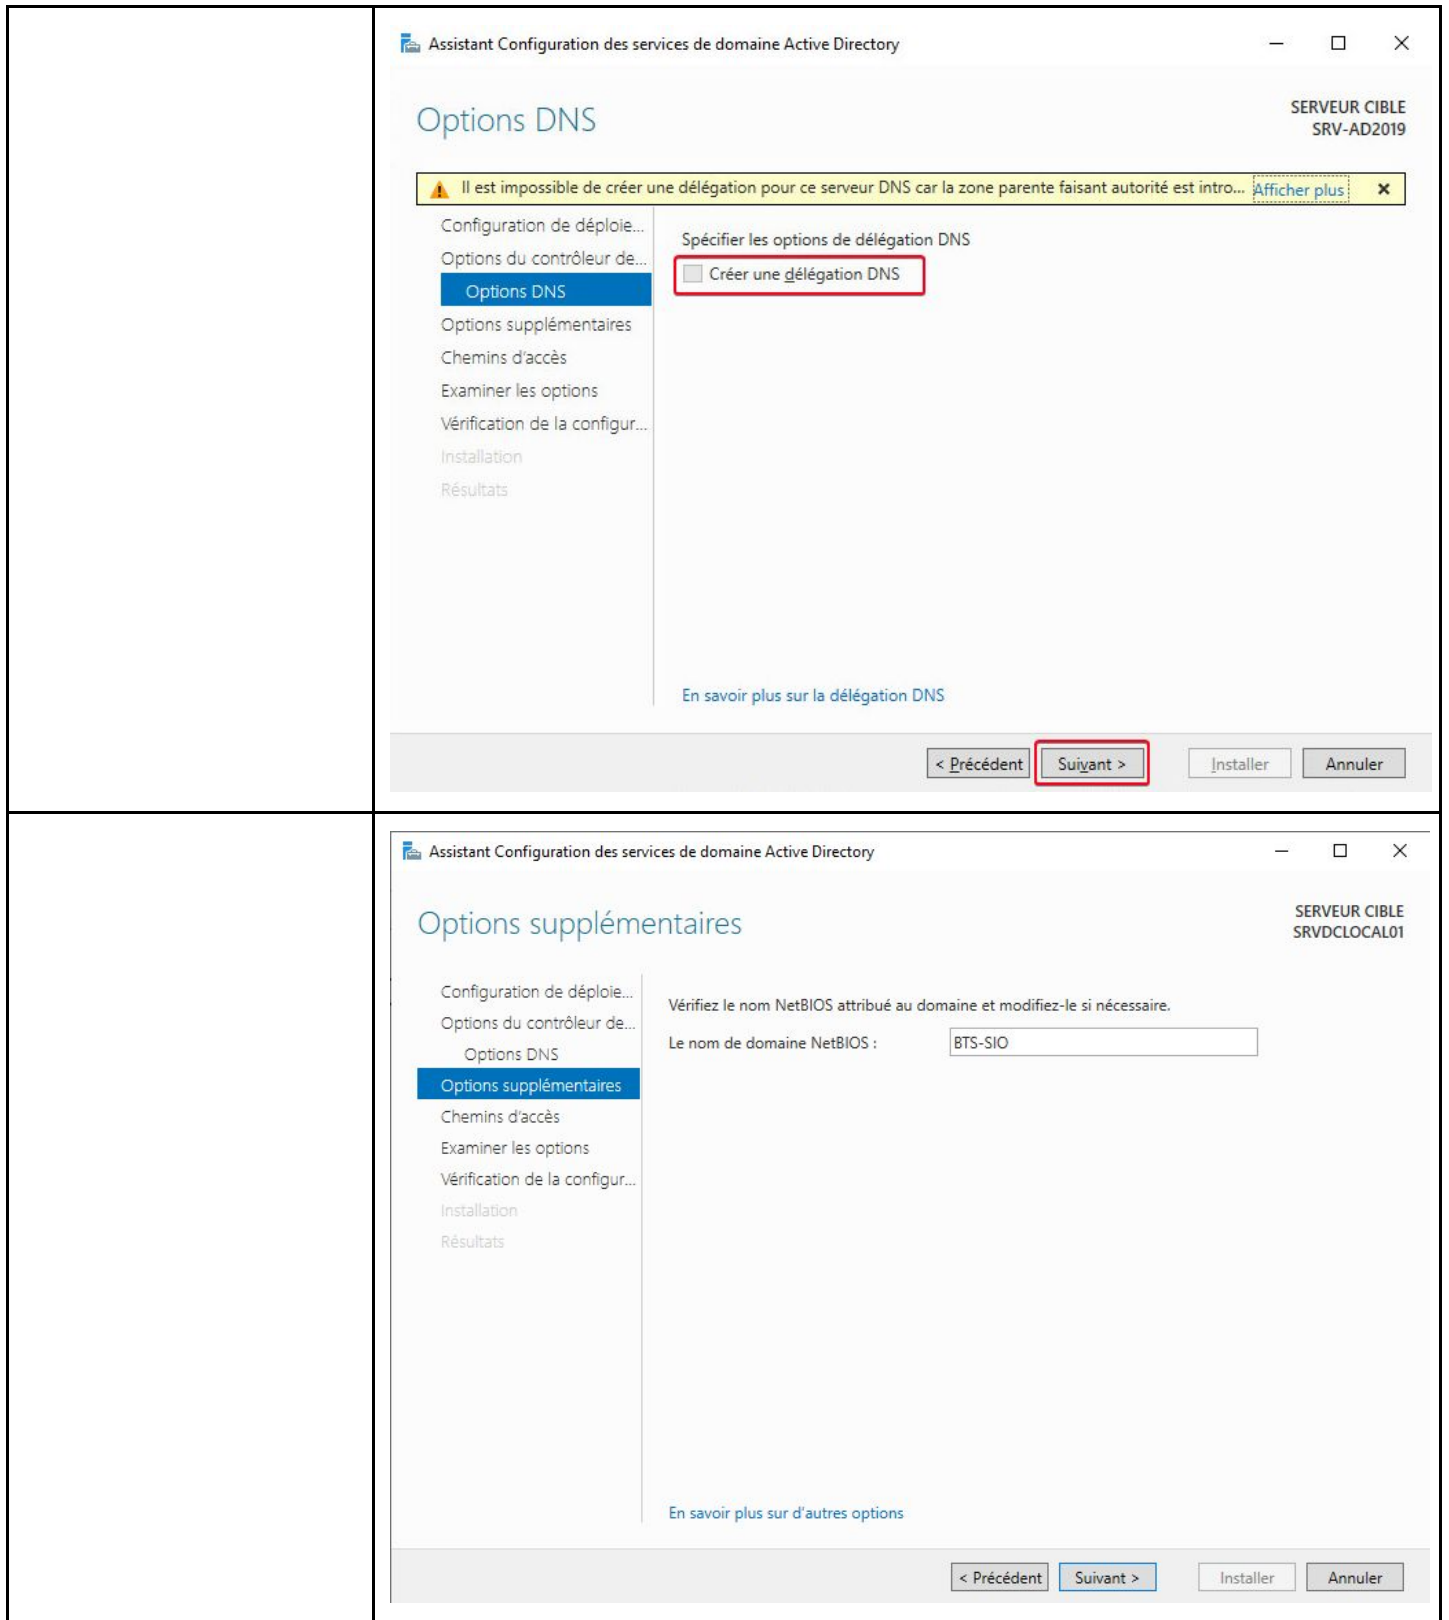 Assistant Configuration des services de domaine Active Directory
Options DNS
SERVEUR CIBLE
SRV-AD2019
Il est impossible de créer une délégation pour ce serveur DNS car la zone parente faisant autorité est intro... Afficher plus
Configuration de déploie...
Options du contrôleur de...
Options DNS
Options supplémentaires
Chemins d'accès
Examiner les options
Vérification de la configur...
Installation
Résultats
Spécifier les options de délégation DNS
Créer une délégation DNS
En savoir plus sur la délégation DNS
< Précédent Suivant > Installer Annuler
Assistant Configuration des services de domaine Active Directory
Options supplémentaires
SERVEUR CIBLE
SRVDCLOCAL01
Configuration de déploie...
Options du contrôleur de...
Options DNS
Options supplémentaires
Chemins d'accès
Examiner les options
Vérification de la configur...
Installation
Résultats
Vérifiez le nom NetBIOS attribué au domaine et modifiez-le si nécessaire.
Le nom de domaine NetBIOS : BTS-SIO
En savoir plus sur d'autres options
< Précédent Suivant > Installer Annuler